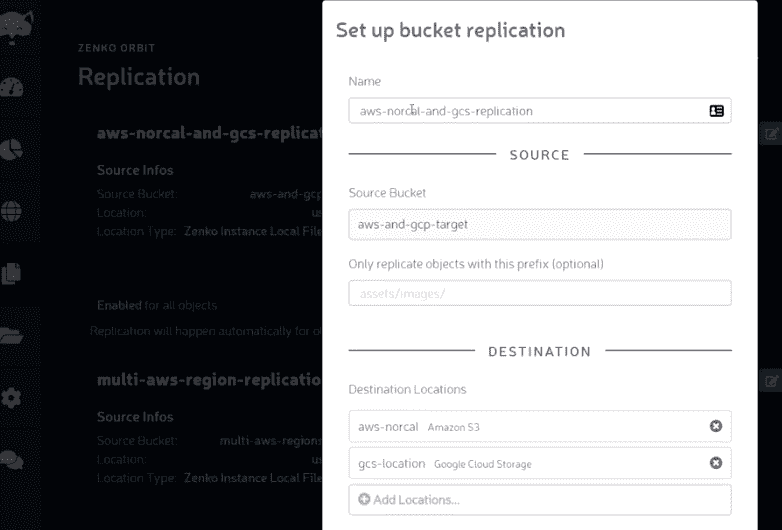 ZENKO ORBIT
Replication
aws-norcal-and-gcs-replicat
Source Infos
Source Bucket: aws-and-gcp
Location: us
Location Type: Zenko Instance Local File
Enabled for all objects
Replication will happen automatically for o
multi-aws-region-replicatio
Source Infos
Source Bucket: multi-aws-regions
Location: us
Location Type: Zenko Instance Local File
Set up bucket replication
Name
aws-norcal-and-gcs-replication
SOURCE
Source Bucket
aws-and-gcp-target
Only replicate objects with this prefix (optional)
assets/images/
DESTINATION
Destination Locations
aws-norcal Amazon S3
gcs-location Google Cloud Storage
Add Locations...